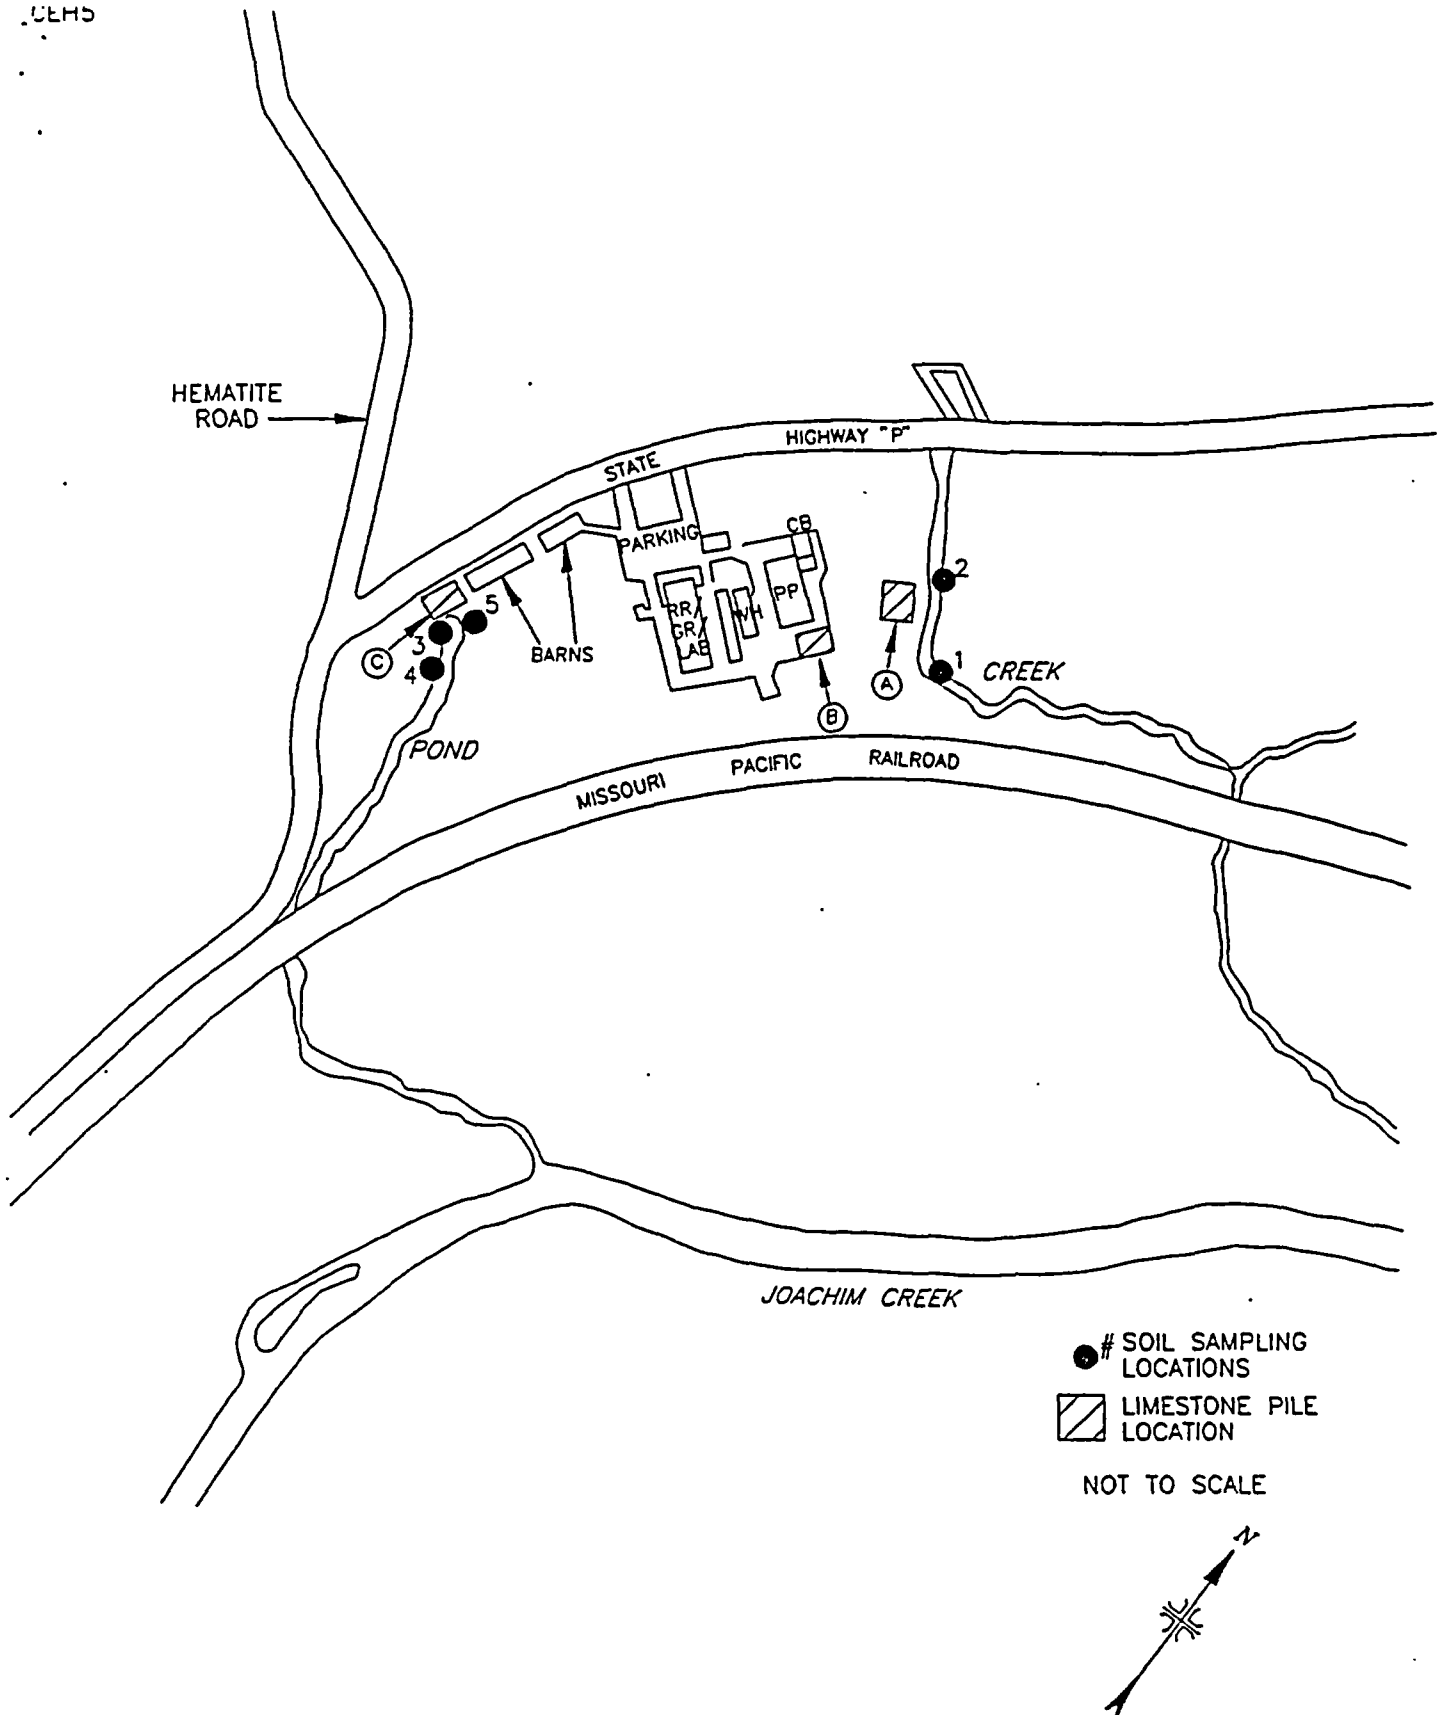 HEMATITE
ROAD
STATE
HIGHWAY "P"
PARKING
CB
PP
WH
RR/
GR/
LAB
BARNS
2
1
5
3
4
C
A
B
CREEK
POND
MISSOURI PACIFIC RAILROAD
JOACHIM CREEK
# SOIL SAMPLING
LOCATIONS
LIMESTONE PILE
LOCATION
NOT TO SCALE
N